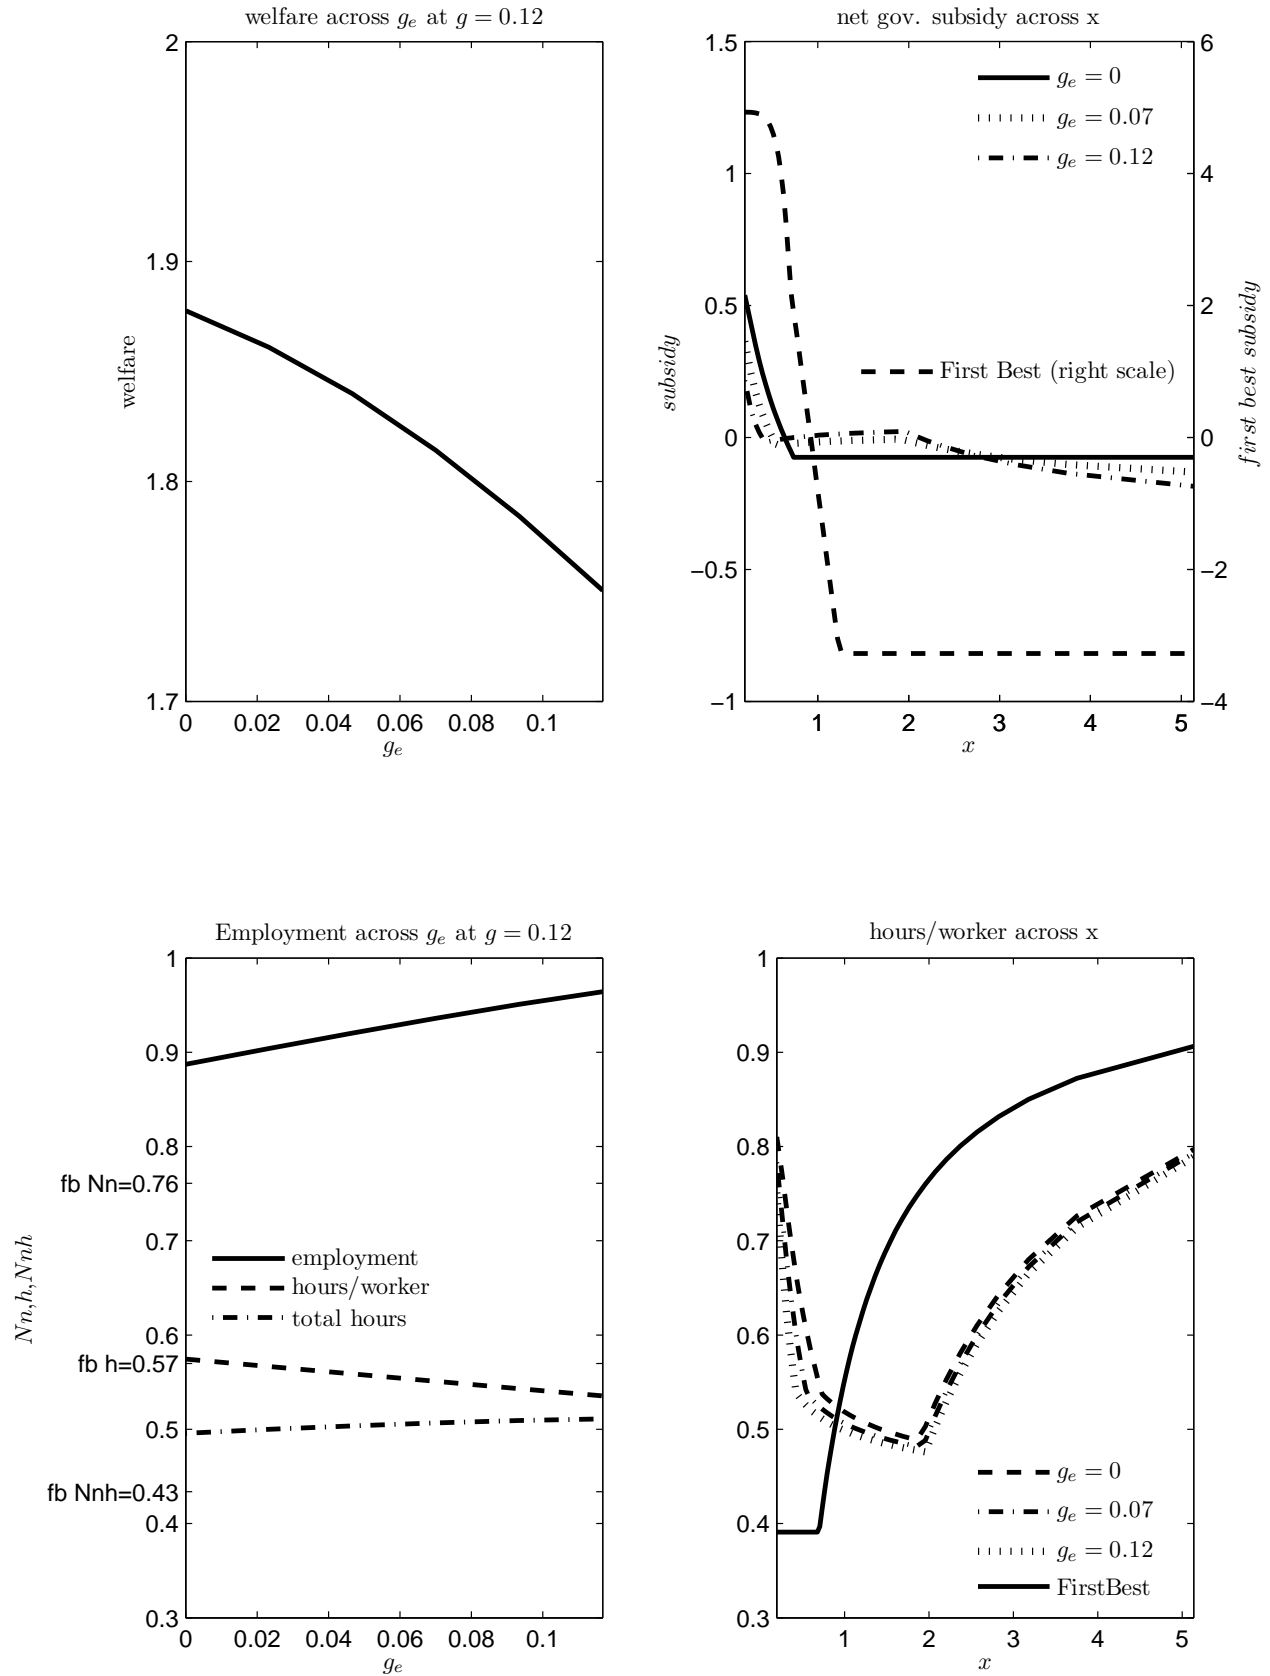 welfare across g_e at g = 0.12
2
1.9
1.8
1.7
welfare
0 0.02 0.04 0.06 0.08 0.1
g_e
net gov. subsidy across x
1.5
1
0.5
0
−0.5
−1
subsidy
g_e = 0
g_e = 0.07
g_e = 0.12
First Best (right scale)
6
4
2
0
−2
−4
first best subsidy
1 2 3 4 5
x
Employment across g_e at g = 0.12
1
0.9
0.8
fb Nn=0.76
0.7
0.6
fb h=0.57
0.5
fb Nnh=0.43
0.4
0.3
Nn,h,Nnh
employment
hours/worker
total hours
0 0.02 0.04 0.06 0.08 0.1
g_e
hours/worker across x
1
0.9
0.8
0.7
0.6
0.5
0.4
0.3
g_e = 0
g_e = 0.07
g_e = 0.12
FirstBest
1 2 3 4 5
x